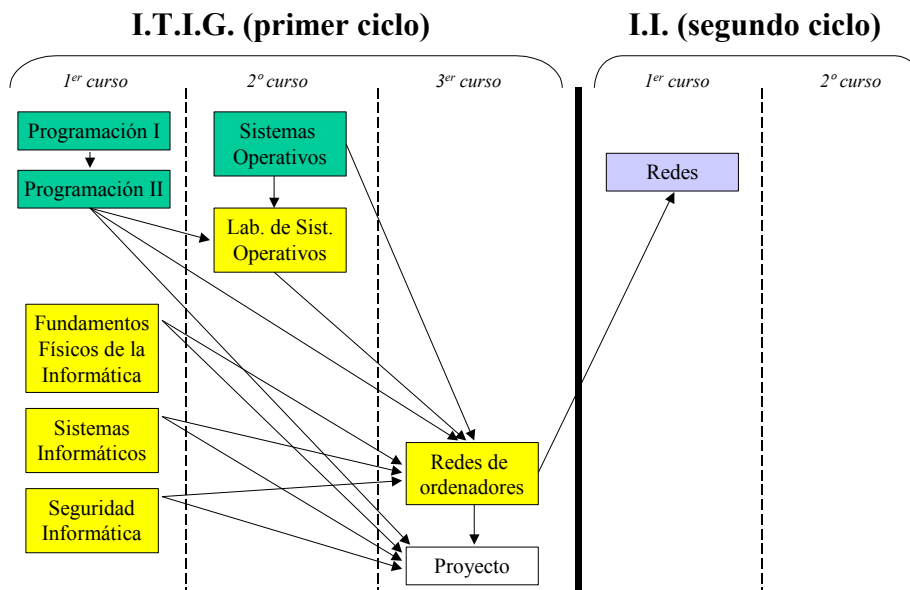 I.T.I.G. (primer ciclo)
I.I. (segundo ciclo)
1er curso
2º curso
3er curso
1er curso
2º curso
Programación I
Programación II
Sistemas
Operativos
Lab. de Sist.
Operativos
Redes
Fundamentos
Físicos de la
Informática
Sistemas
Informáticos
Seguridad
Informática
Redes de
ordenadores
Proyecto